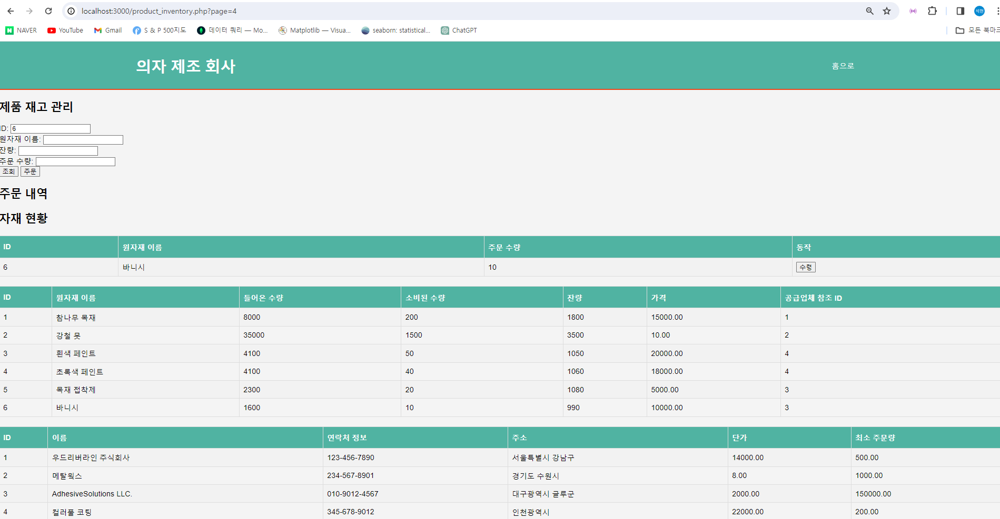 localhost:3000/product_inventory.php?page=4 석현
NAVER YouTube Gmail S & P 500지도 데이터 쿼리 — Mo... Matplotlib — Visua... seaborn: statistical... ChatGPT 모든 북마크
의자 제조 회사 홈으로
제품 재고 관리
ID: 6
원자재 이름:
잔량:
주문 수량:
조회 주문
주문 내역
자재 현황
ID 원자재 이름 주문 수량 동작
6 바니시 10 수령
ID 원자재 이름 들어온 수량 소비된 수량 잔량 가격 공급업체 참조 ID
1 참나무 목재 8000 200 1800 15000.00 1
2 강철 못 35000 1500 3500 10.00 2
3 흰색 페인트 4100 50 1050 20000.00 4
4 초록색 페인트 4100 40 1060 18000.00 4
5 목재 접착제 2300 20 1080 5000.00 3
6 바니시 1600 10 990 10000.00 3
ID 이름 연락처 정보 주소 단가 최소 주문량
1 우드리버라인 주식회사 123-456-7890 서울특별시 강남구 14000.00 500.00
2 메탈웍스 234-567-8901 경기도 수원시 8.00 1000.00
3 AdhesiveSolutions LLC. 010-9012-4567 대구광역시 글루군 2000.00 150000.00
4 컬러풀 코팅 345-678-9012 인천광역시 22000.00 200.00